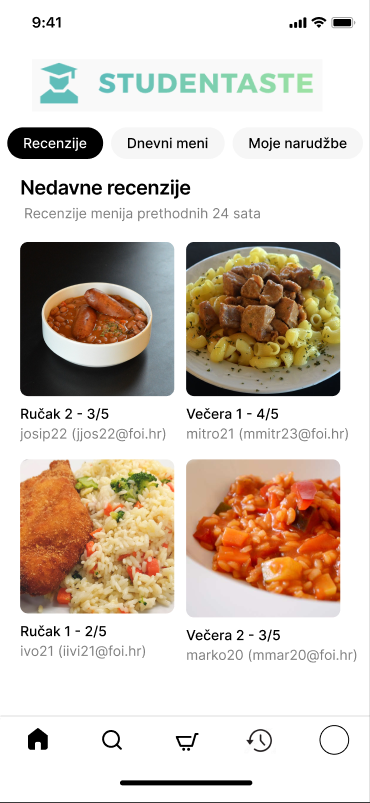 9:41
STUDENTASTE
Recenzije
Dnevni meni
Moje narudžbe
Nedavne recenzije
Recenzije menija prethodnih 24 sata
Ručak 2 - 3/5
josip22 (jjos22@foi.hr)
Večera 1 - 4/5
mitro21 (mmitr23@foi.hr)
Ručak 1 - 2/5
ivo21 (iivi21@foi.hr)
Večera 2 - 3/5
marko20 (mmar20@foi.hr)